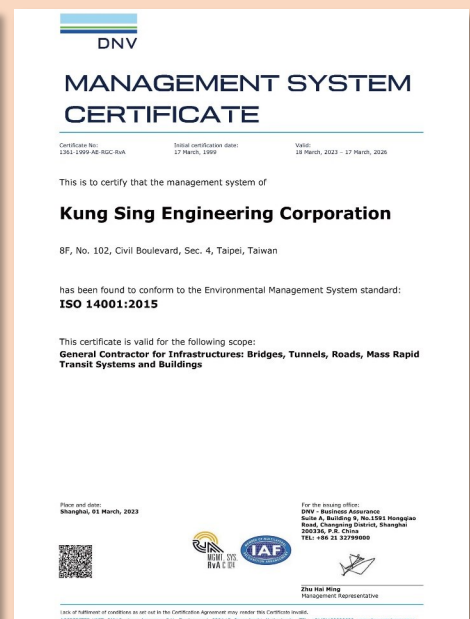 DNV
MANAGEMENT SYSTEM
CERTIFICATE
Certificate No:
1361-1999-AE-RGC-RvA
Initial certification date:
17 March, 1999
Valid:
18 March, 2023 – 17 March, 2026
This is to certify that the management system of
Kung Sing Engineering Corporation
8F, No. 102, Civil Boulevard, Sec. 4, Taipei, Taiwan
has been found to conform to the Environmental Management System standard:
ISO 14001:2015
This certificate is valid for the following scope:
General Contractor for Infrastructures: Bridges, Tunnels, Roads, Mass Rapid
Transit Systems and Buildings
Place and date:
Shanghai, 01 March, 2023
For the issuing office:
DNV - Business Assurance
Suite A, Building 9, No.1591 Hongqiao
Road, Changning District, Shanghai
200336, P.R. China
TEL: +86 21 32799000
MGMT. SYS.
RvA C 024
IAF
Zhu Hai Ming
Management Representative
Lack of fulfilment of conditions as set out in the Certification Agreement may render this Certificate invalid.